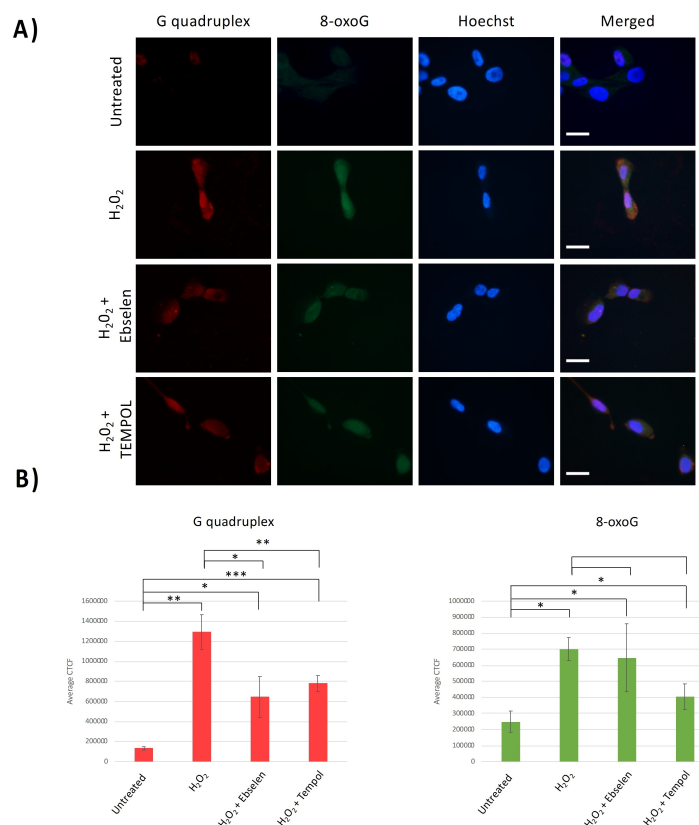 A)
G quadruplex 8-oxoG Hoechst Merged
Untreated
H₂O₂
H₂O₂ +
Ebselen
H₂O₂ +
TEMPOL
B)
G quadruplex
**
*
***
*
**
Average CTCF
1600000
1400000
1200000
1000000
800000
600000
400000
200000
0
Untreated
H₂O₂
H₂O₂ + Ebselen
H₂O₂ + Tempol
8-oxoG
*
*
*
Average CTCF
1000000
900000
800000
700000
600000
500000
400000
300000
200000
100000
0
Untreated
H₂O₂
H₂O₂ + Ebselen
H₂O₂ + Tempol